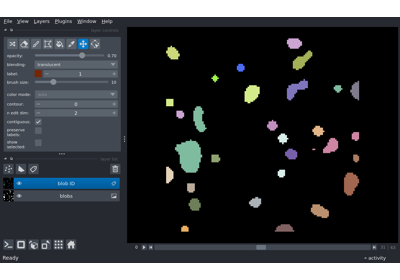 File View Layers Plugins Window Help
opacity: 0.70
blending: translucent
label: 1
brush size: 10
color mode:
contour: 0
n edit dim: 2
contiguous:
preserve
labels:
show
selected:
blob ID
blobs
Ready
activity